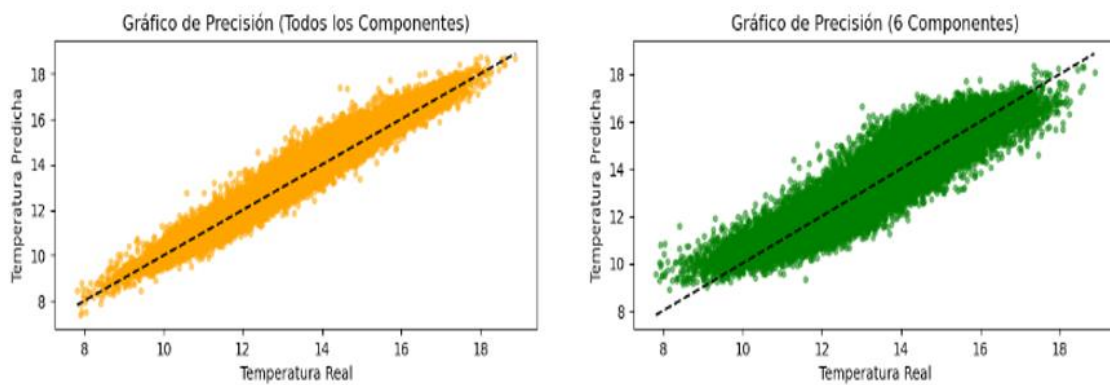 Gráfico de Precisión (Todos los Componentes)
Temperatura Predicha
18
16
14
12
10
8
8 10 12 14 16 18
Temperatura Real
Gráfico de Precisión (6 Componentes)
Temperatura Predicha
18
16
14
12
10
8
8 10 12 14 16 18
Temperatura Real